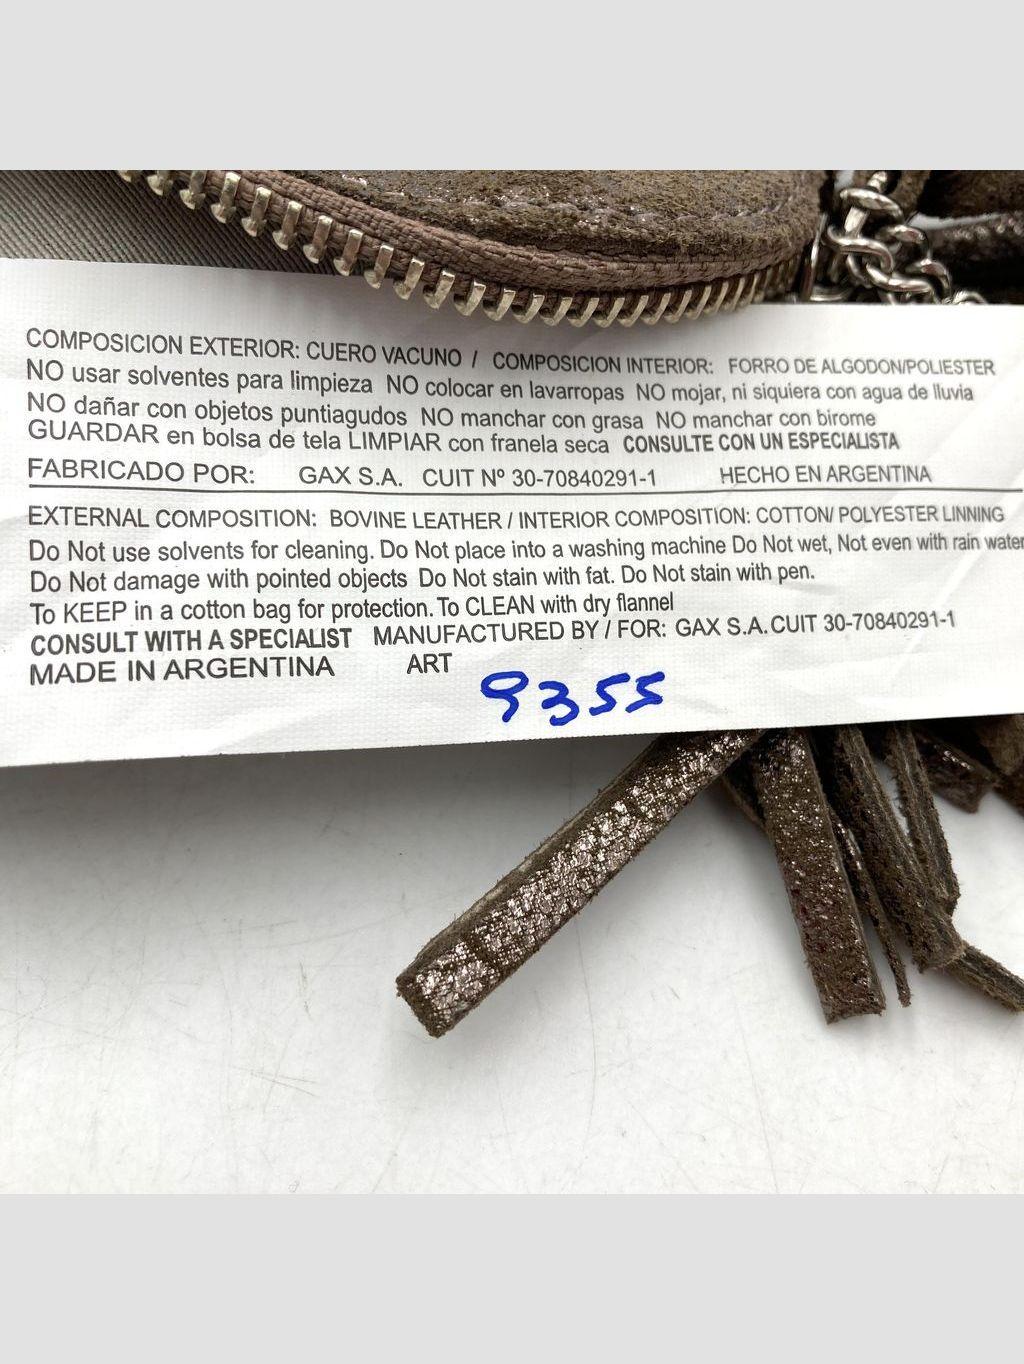 COMPOSICION EXTERIOR: CUERO VACUNO / COMPOSICION INTERIOR: FORRO DE ALGODON/POLIESTER
NO usar solventes para limpieza NO colocar en lavarropas NO mojar, ni siquiera con agua de lluvia
NO dañar con objetos puntiagudos NO manchar con grasa NO manchar con birome
GUARDAR en bolsa de tela LIMPIAR con franela seca CONSULTE CON UN ESPECIALISTA
FABRICADO POR: GAX S.A. CUIT Nº 30-70840291-1 HECHO EN ARGENTINA
EXTERNAL COMPOSITION: BOVINE LEATHER / INTERIOR COMPOSITION: COTTON/ POLYESTER LINNING
Do Not use solvents for cleaning. Do Not place into a washing machine Do Not wet, Not even with rain water
Do Not damage with pointed objects Do Not stain with fat. Do Not stain with pen.
To KEEP in a cotton bag for protection. To CLEAN with dry flannel
CONSULT WITH A SPECIALIST MANUFACTURED BY / FOR: GAX S.A. CUIT 30-70840291-1
MADE IN ARGENTINA ART 9355